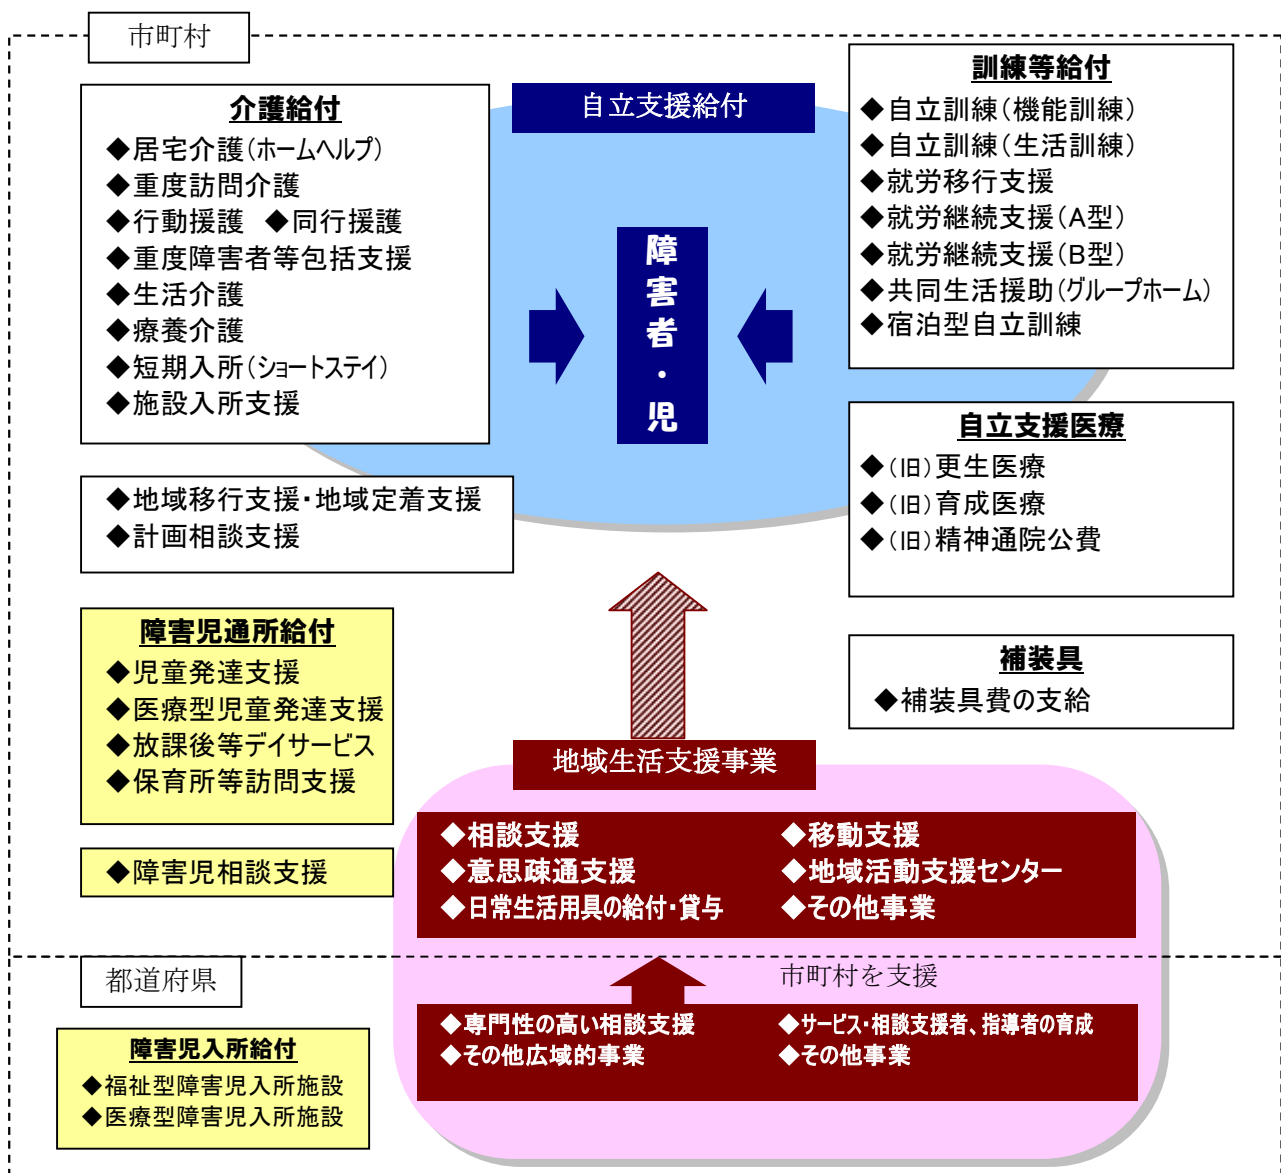 市町村
介護給付
◆居宅介護(ホームヘルプ)
◆重度訪問介護
◆行動援護 ◆同行援護
◆重度障害者等包括支援
◆生活介護
◆療養介護
◆短期入所(ショートステイ)
◆施設入所支援
自立支援給付
障害者・児
訓練等給付
◆自立訓練(機能訓練)
◆自立訓練(生活訓練)
◆就労移行支援
◆就労継続支援(A型)
◆就労継続支援(B型)
◆共同生活援助(グループホーム)
◆宿泊型自立訓練
◆地域移行支援・地域定着支援
◆計画相談支援
自立支援医療
◆(旧)更生医療
◆(旧)育成医療
◆(旧)精神通院公費
障害児通所給付
◆児童発達支援
◆医療型児童発達支援
◆放課後等デイサービス
◆保育所等訪問支援
補装具
◆補装具費の支給
◆障害児相談支援
地域生活支援事業
◆相談支援 ◆移動支援
◆意思疎通支援 ◆地域活動支援センター
◆日常生活用具の給付・貸与 ◆その他事業
都道府県
市町村を支援
◆専門性の高い相談支援 ◆サービス・相談支援者、指導者の育成
◆その他広域的事業 ◆その他事業
障害児入所給付
◆福祉型障害児入所施設
◆医療型障害児入所施設